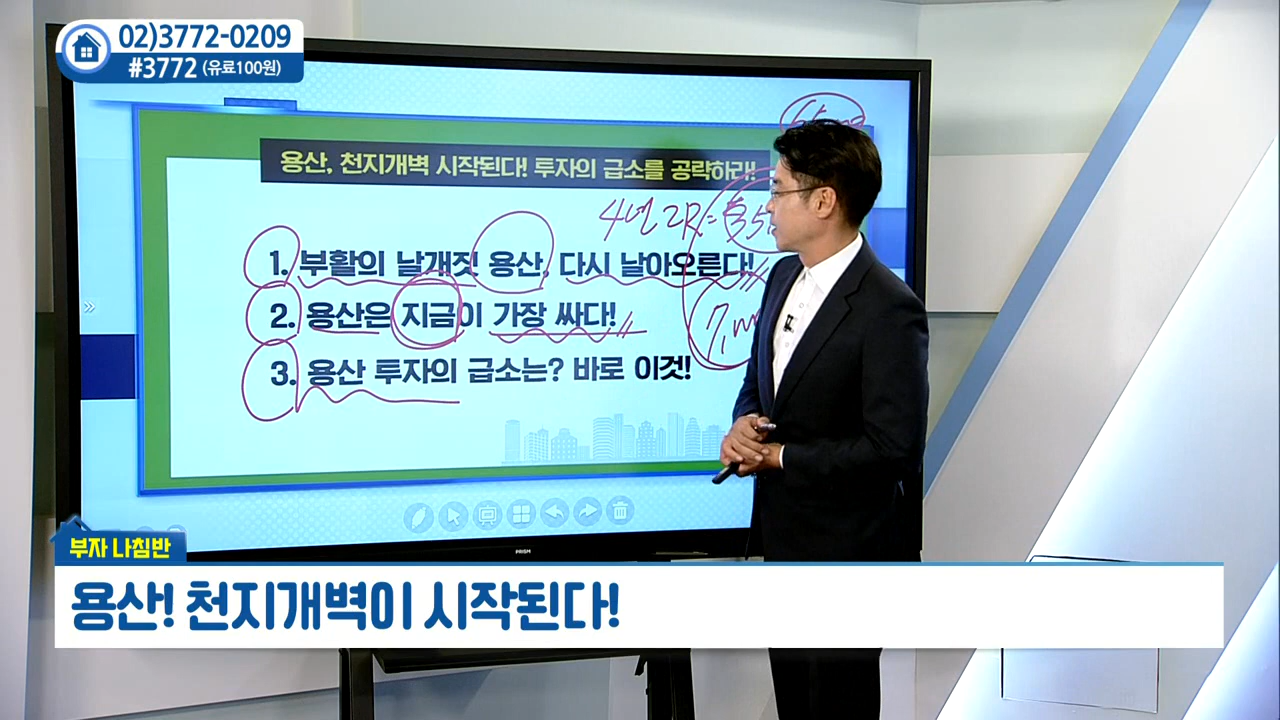 02)3772-0209
#3772 (유료100원)
용산, 천지개벽 시작된다! 투자의 급소를 공략하라!
4년
1. 부활의 날개짓 용산, 다시 날아오른다!
2. 용산은 지금이 가장 싸다!
3. 용산 투자의 급소는? 바로 이것!
PRISM
부자 나침반
용산! 천지개벽이 시작된다!